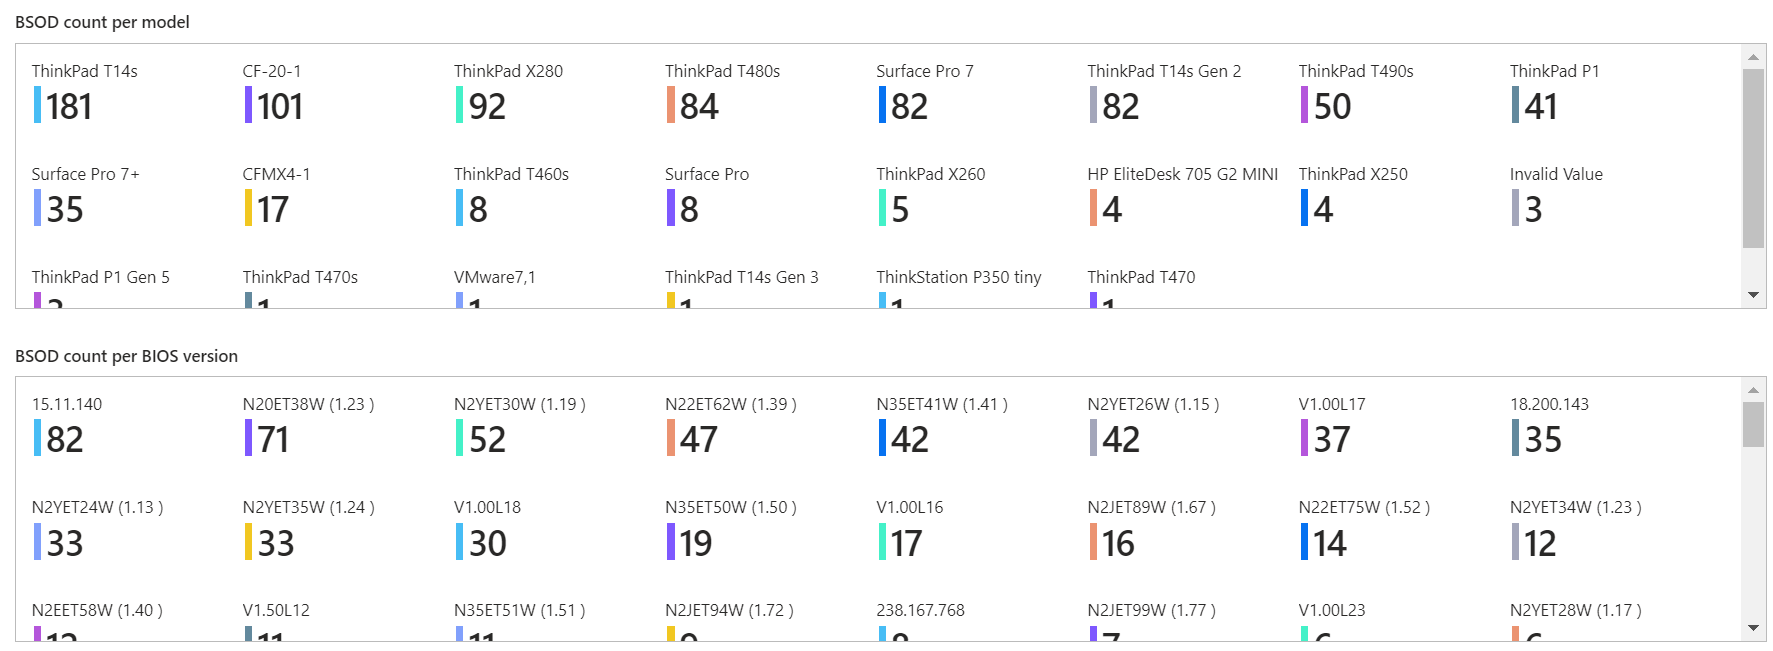 BSOD count per model
ThinkPad T14s CF-20-1 ThinkPad X280 ThinkPad T480s Surface Pro 7 ThinkPad T14s Gen 2 ThinkPad T490s ThinkPad P1
181 101 92 84 82 82 50 41
Surface Pro 7+ CFMX4-1 ThinkPad T460s Surface Pro ThinkPad X260 HP EliteDesk 705 G2 MINI ThinkPad X250 Invalid Value
35 17 8 8 5 4 4 3
ThinkPad P1 Gen 5 ThinkPad T470s VMware7,1 ThinkPad T14s Gen 3 ThinkStation P350 tiny ThinkPad T470
1 1 1 1 1
BSOD count per BIOS version
15.11.140 N20ET38W (1.23 ) N2YET30W (1.19 ) N22ET62W (1.39 ) N35ET41W (1.41 ) N2YET26W (1.15 ) V1.00L17 18.200.143
82 71 52 47 42 42 37 35
N2YET24W (1.13 ) N2YET35W (1.24 ) V1.00L18 N35ET50W (1.50 ) V1.00L16 N2JET89W (1.67 ) N22ET75W (1.52 ) N2YET34W (1.23 )
33 33 30 19 17 16 14 12
N2EET58W (1.40 ) V1.50L12 N35ET51W (1.51 ) N2JET94W (1.72 ) 238.167.768 N2JET99W (1.77 ) V1.00L23 N2YET28W (1.17 )
11 11 7